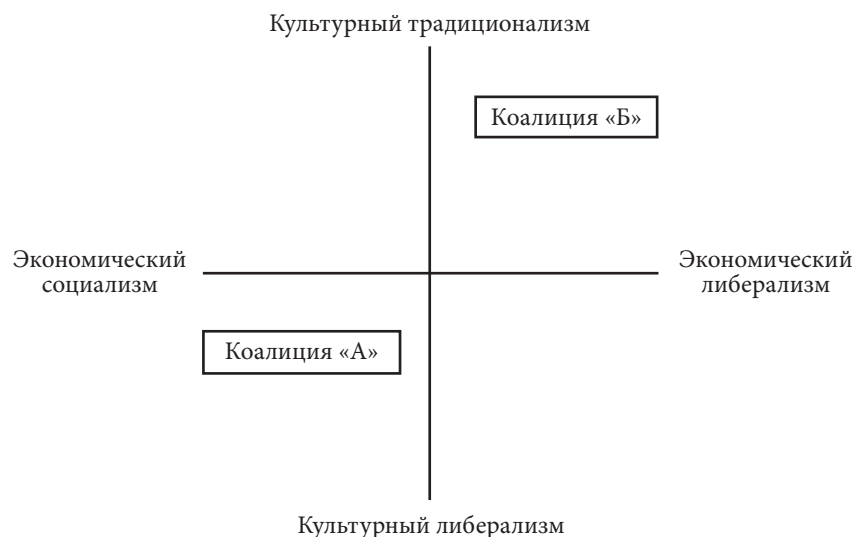 Культурный традиционализм
Коалиция «Б»
Экономический
социализм
Экономический
либерализм
Коалиция «А»
Культурный либерализм